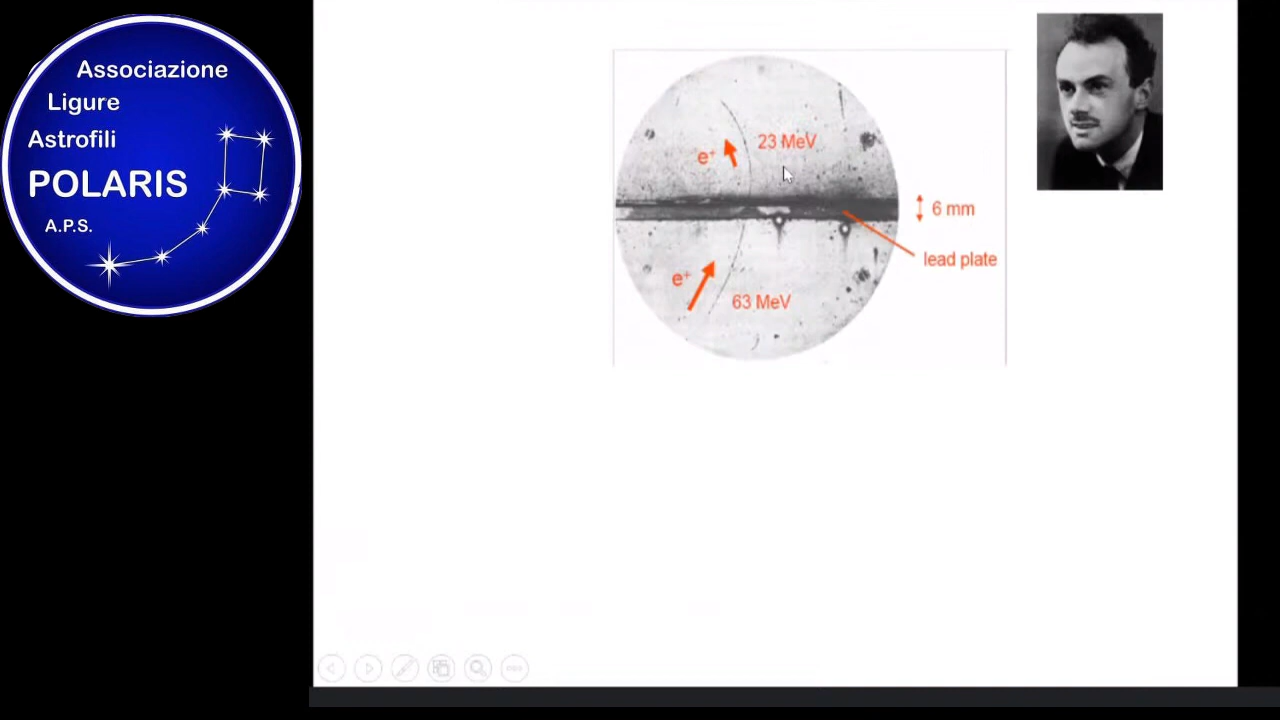 Associazione
Ligure
Astrofili
POLARIS
A.P.S.
23 MeV
e⁺
6 mm
lead plate
e⁺
63 MeV